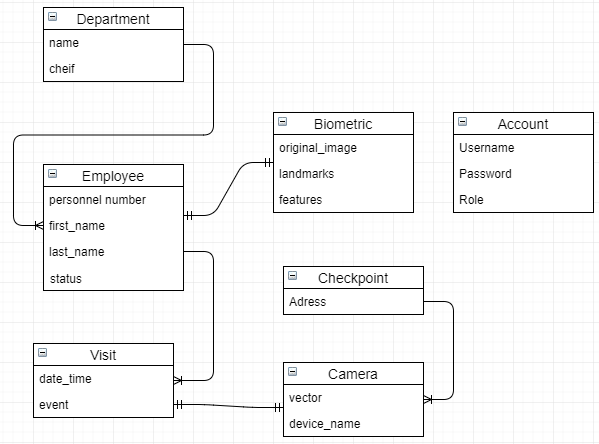 Department
name
cheif
Biometric
original_image
landmarks
features
Account
Username
Password
Role
Employee
personnel number
first_name
last_name
status
Checkpoint
Adress
Visit
date_time
event
Camera
vector
device_name